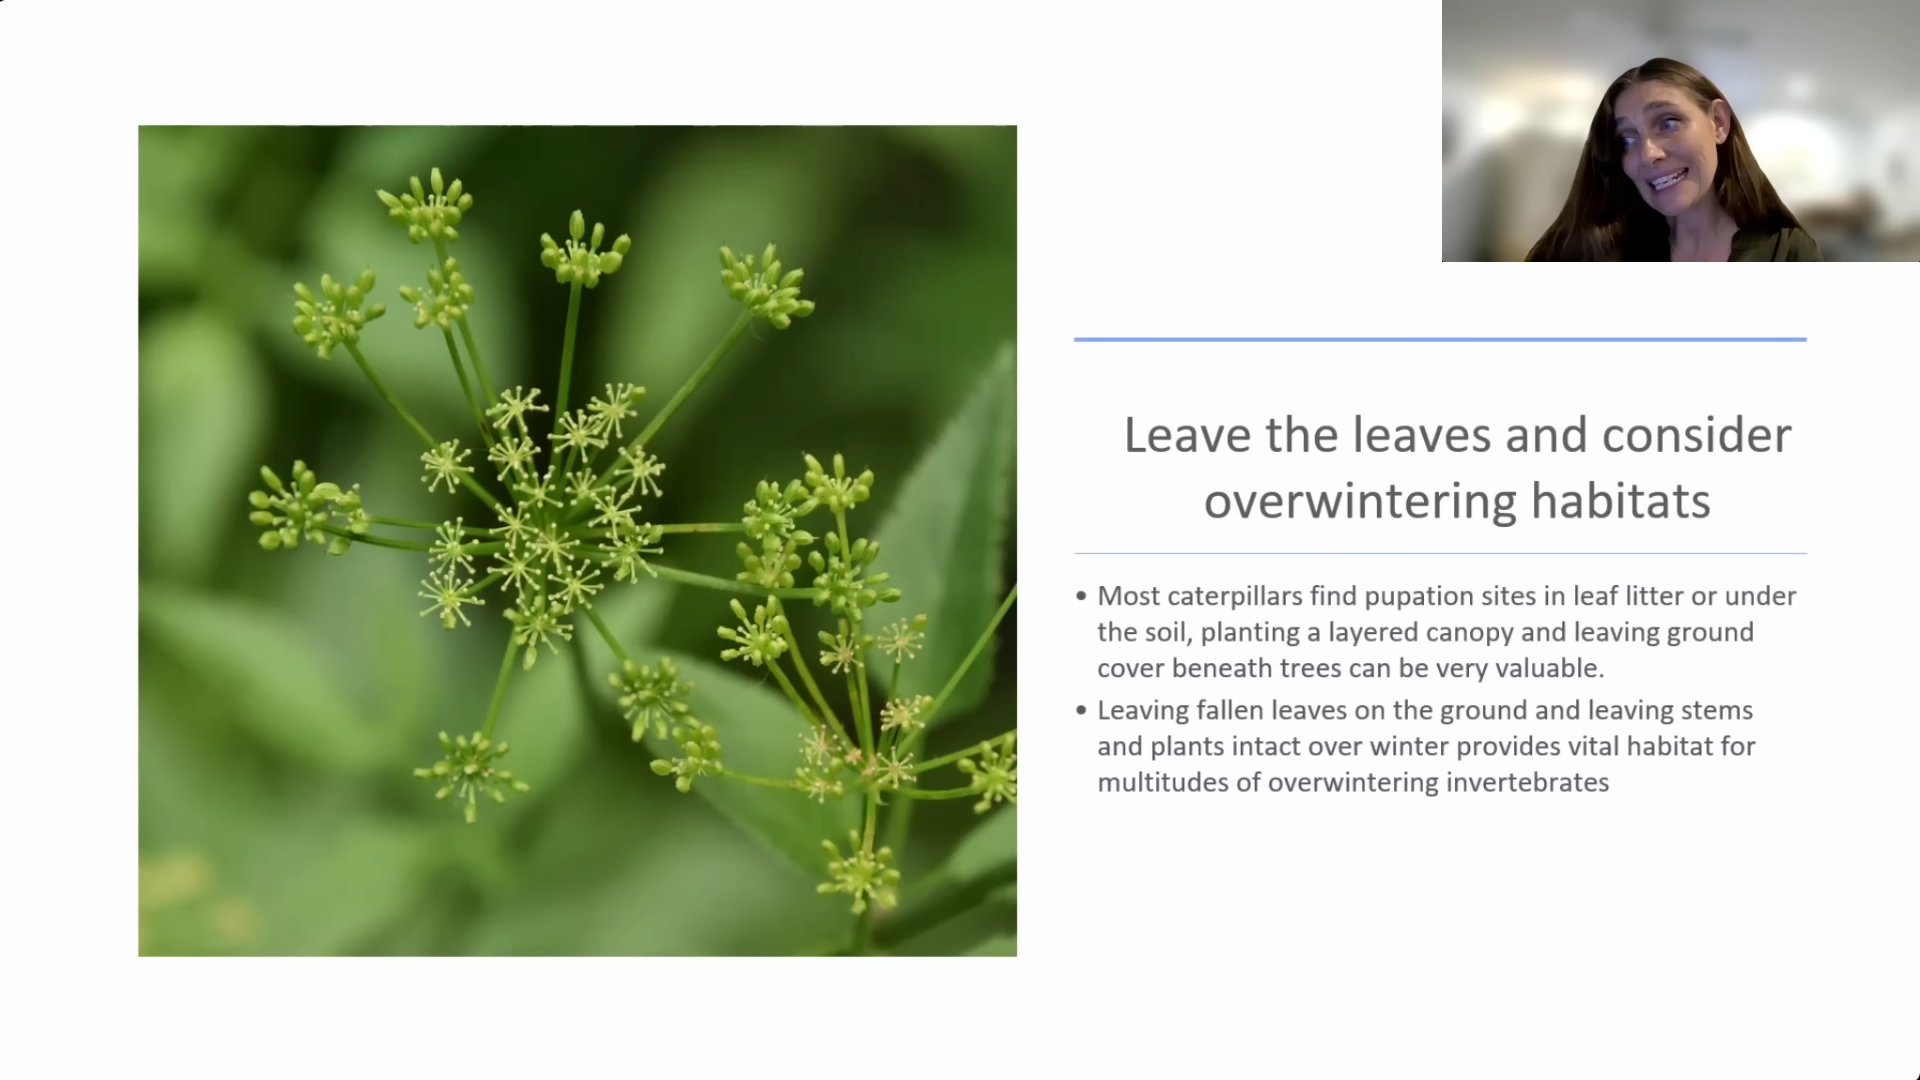 Leave the leaves and consider
overwintering habitats
• Most caterpillars find pupation sites in leaf litter or under
the soil, planting a layered canopy and leaving ground
cover beneath trees can be very valuable.
• Leaving fallen leaves on the ground and leaving stems
and plants intact over winter provides vital habitat for
multitudes of overwintering invertebrates